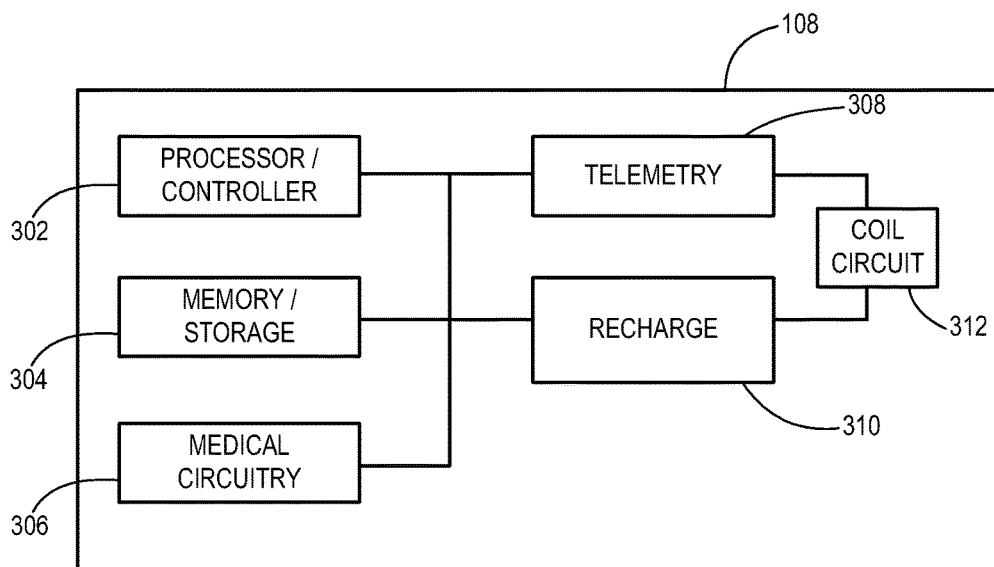 108
PROCESSOR /
CONTROLLER
302
308
TELEMETRY
COIL
CIRCUIT
312
MEMORY /
STORAGE
304
RECHARGE
310
MEDICAL
CIRCUITRY
306